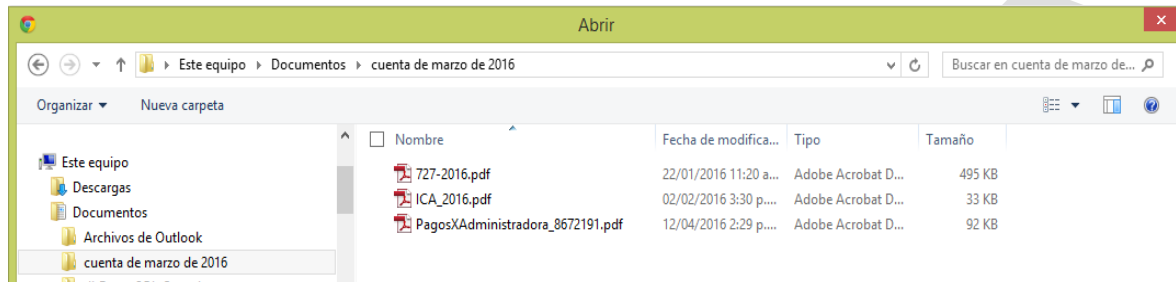 Abrir
Este equipo Documentos cuenta de marzo de 2016 Buscar en cuenta de marzo de...
Organizar Nueva carpeta
Nombre Fecha de modifica... Tipo Tamaño
Este equipo
Descargas
Documentos
Archivos de Outlook
cuenta de marzo de 2016
727-2016.pdf 22/01/2016 11:20 a... Adobe Acrobat D... 495 KB
ICA_2016.pdf 02/02/2016 3:30 p.... Adobe Acrobat D... 33 KB
PagosXAdministradora_8672191.pdf 12/04/2016 2:29 p.... Adobe Acrobat D... 92 KB